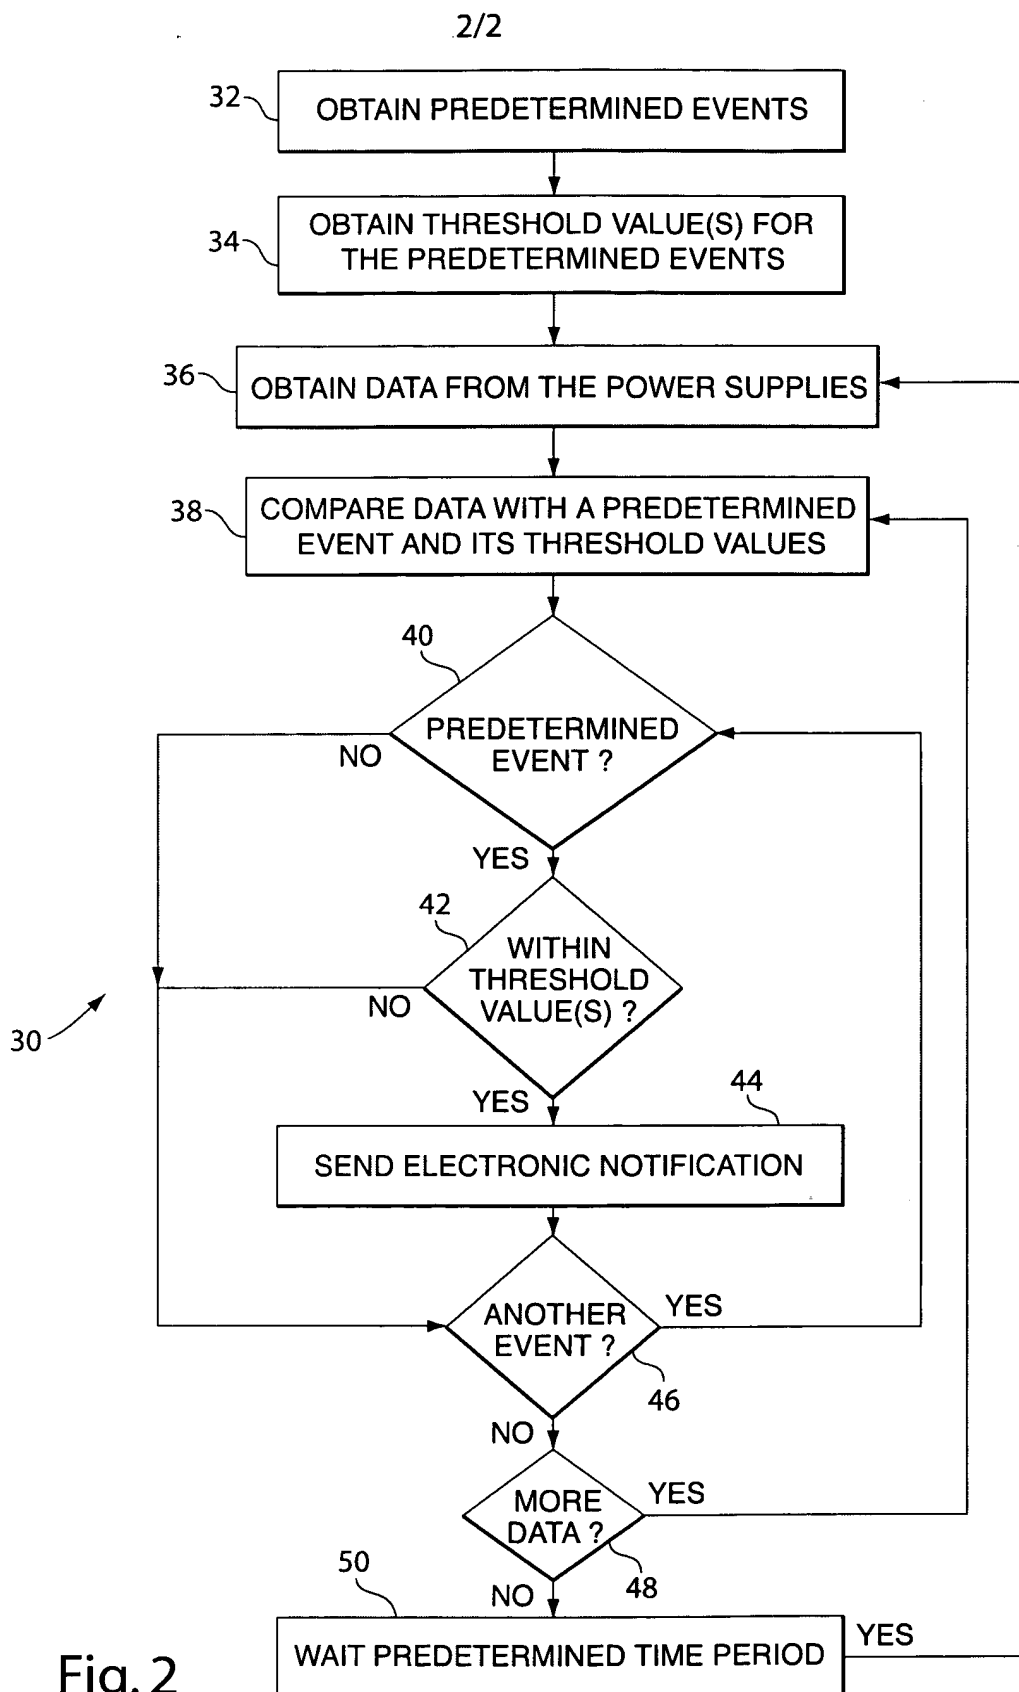 2/2
32
OBTAIN PREDETERMINED EVENTS
34
OBTAIN THRESHOLD VALUE(S) FOR
THE PREDETERMINED EVENTS
36
OBTAIN DATA FROM THE POWER SUPPLIES
38
COMPARE DATA WITH A PREDETERMINED
EVENT AND ITS THRESHOLD VALUES
40
PREDETERMINED
EVENT ?
NO
YES
42
WITHIN
THRESHOLD
VALUE(S) ?
NO
30
YES
44
SEND ELECTRONIC NOTIFICATION
ANOTHER
EVENT ?
YES
46
NO
MORE
DATA ?
YES
48
NO
50
WAIT PREDETERMINED TIME PERIOD
YES
Fig. 2